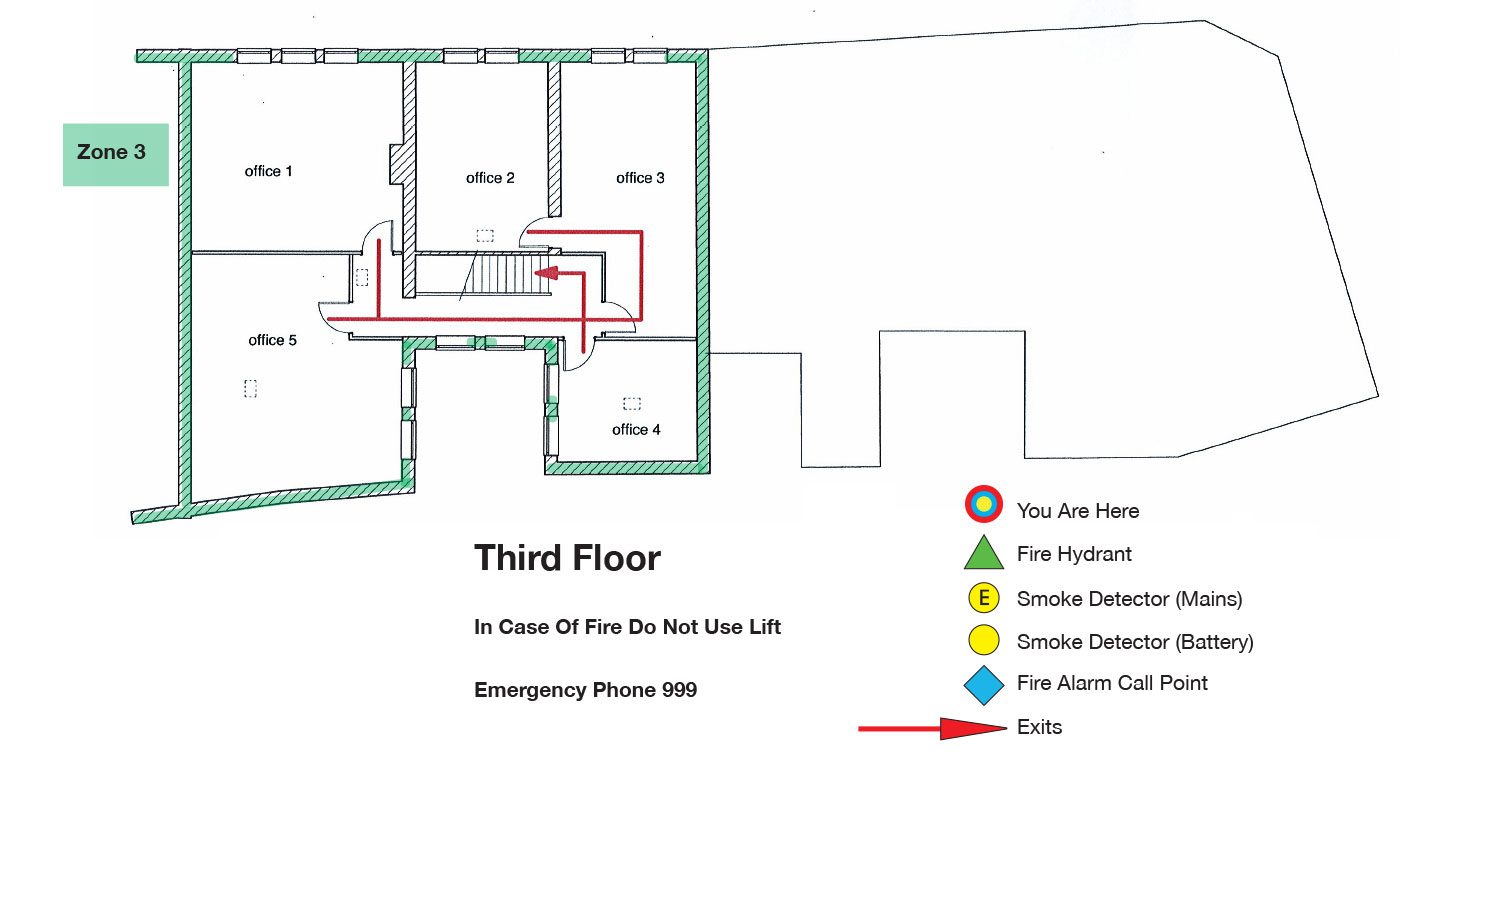 Zone 3
office 1
office 2
office 3
office 5
office 4
Third Floor
In Case Of Fire Do Not Use Lift
Emergency Phone 999
You Are Here
Fire Hydrant
E
Smoke Detector (Mains)
Smoke Detector (Battery)
Fire Alarm Call Point
Exits